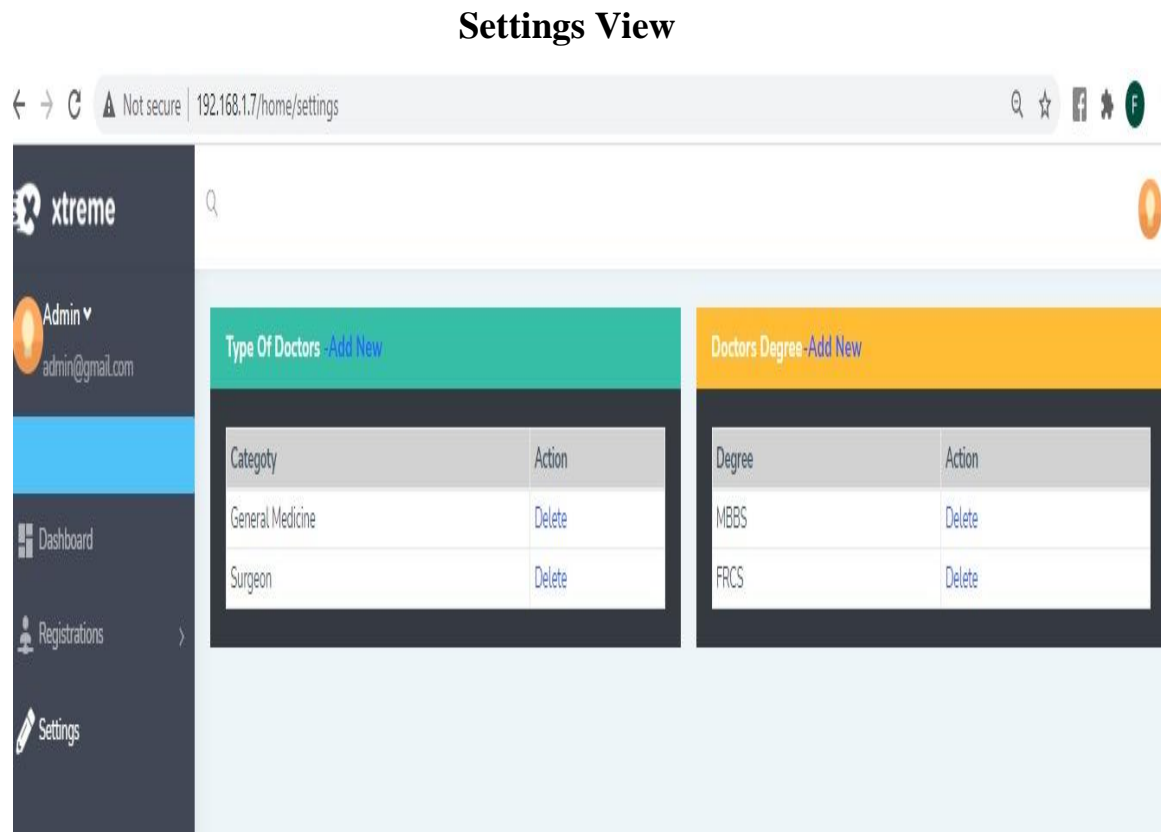 Settings View
Not secure | 192.168.1.7/home/settings
F
xtreme
Admin
admin@gmail.com
Type Of Doctors -Add New
Doctors Degree-Add New
Categoty Action
General Medicine Delete
Surgeon Delete
Degree Action
MBBS Delete
FRCS Delete
Dashboard
Registrations
Settings